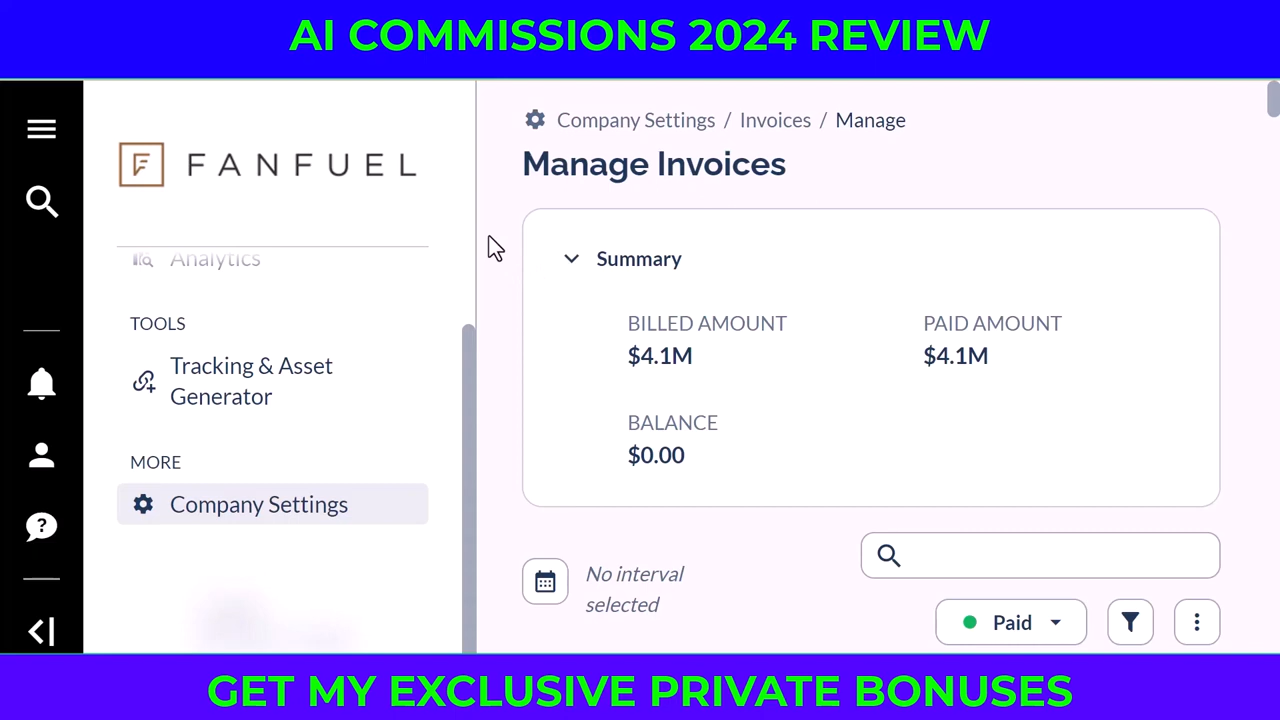 AI COMMISSIONS 2024 REVIEW
FANFUEL
Analytics
TOOLS
Tracking & Asset
Generator
MORE
Company Settings
Company Settings / Invoices / Manage
Manage Invoices
Summary
BILLED AMOUNT
$4.1M
PAID AMOUNT
$4.1M
BALANCE
$0.00
No interval
selected
Paid
GET MY EXCLUSIVE PRIVATE BONUSES